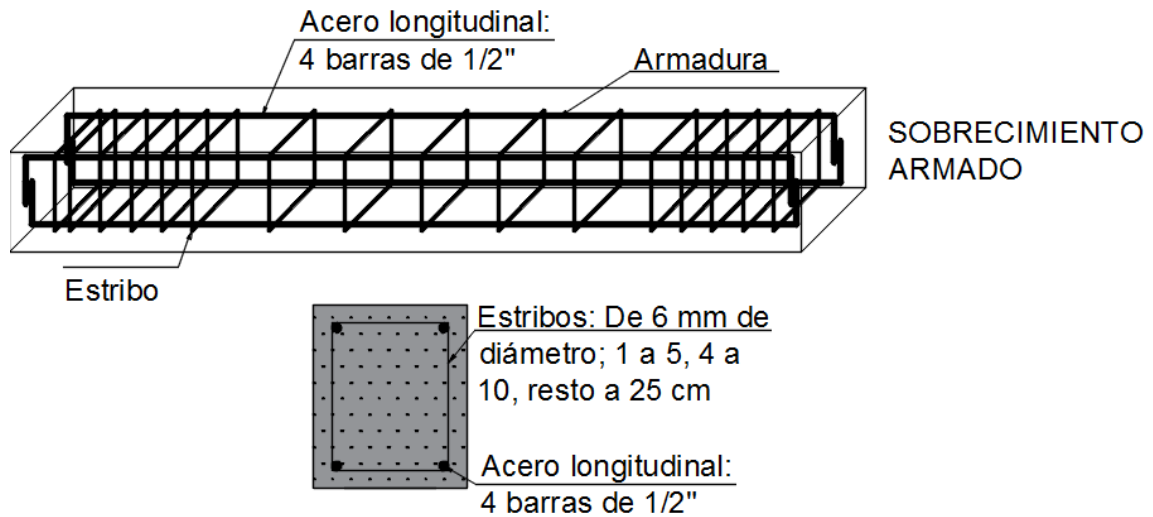 Acero longitudinal:
4 barras de 1/2"
Armadura
SOBRECIMIENTO
ARMADO
Estribo
Estribos: De 6 mm de
diámetro; 1 a 5, 4 a
10, resto a 25 cm
Acero longitudinal:
4 barras de 1/2"